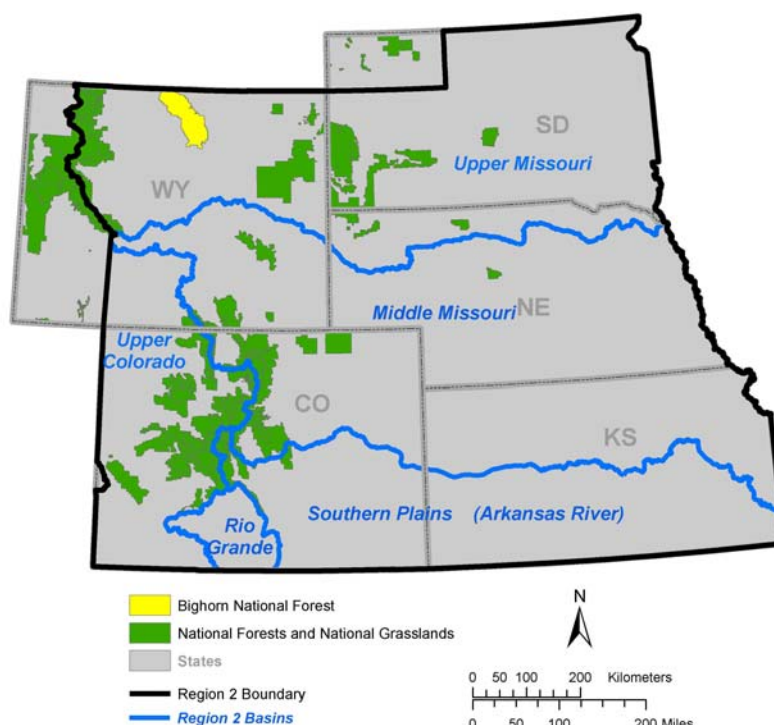 SD
Upper Missouri
WY
Middle Missouri
NE
Upper
Colorado
CO
KS
Southern Plains (Arkansas River)
Rio
Grande
Bighorn National Forest
National Forests and National Grasslands
States
Region 2 Boundary
Region 2 Basins
N
0 50 100 200 Kilometers
0 50 100 200 Miles